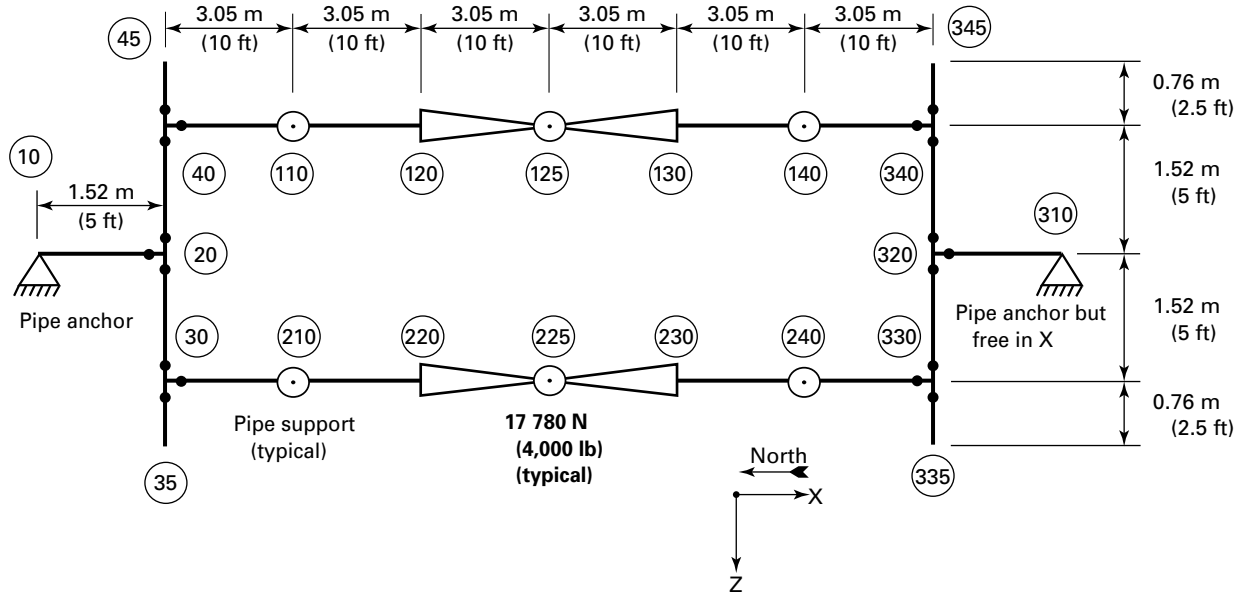 3.05 m 3.05 m 3.05 m 3.05 m 3.05 m 3.05 m
(10 ft) (10 ft) (10 ft) (10 ft) (10 ft) (10 ft)
45
345
0.76 m
(2.5 ft)
10
40
110
120
125
130
140
340
1.52 m
(5 ft)
1.52 m
(5 ft)
310
20
320
Pipe anchor
Pipe anchor but
free in X
30
210
220
225
230
240
330
1.52 m
(5 ft)
Pipe support
(typical)
17 780 N
(4,000 lb)
(typical)
0.76 m
(2.5 ft)
North
X
Z
35
335